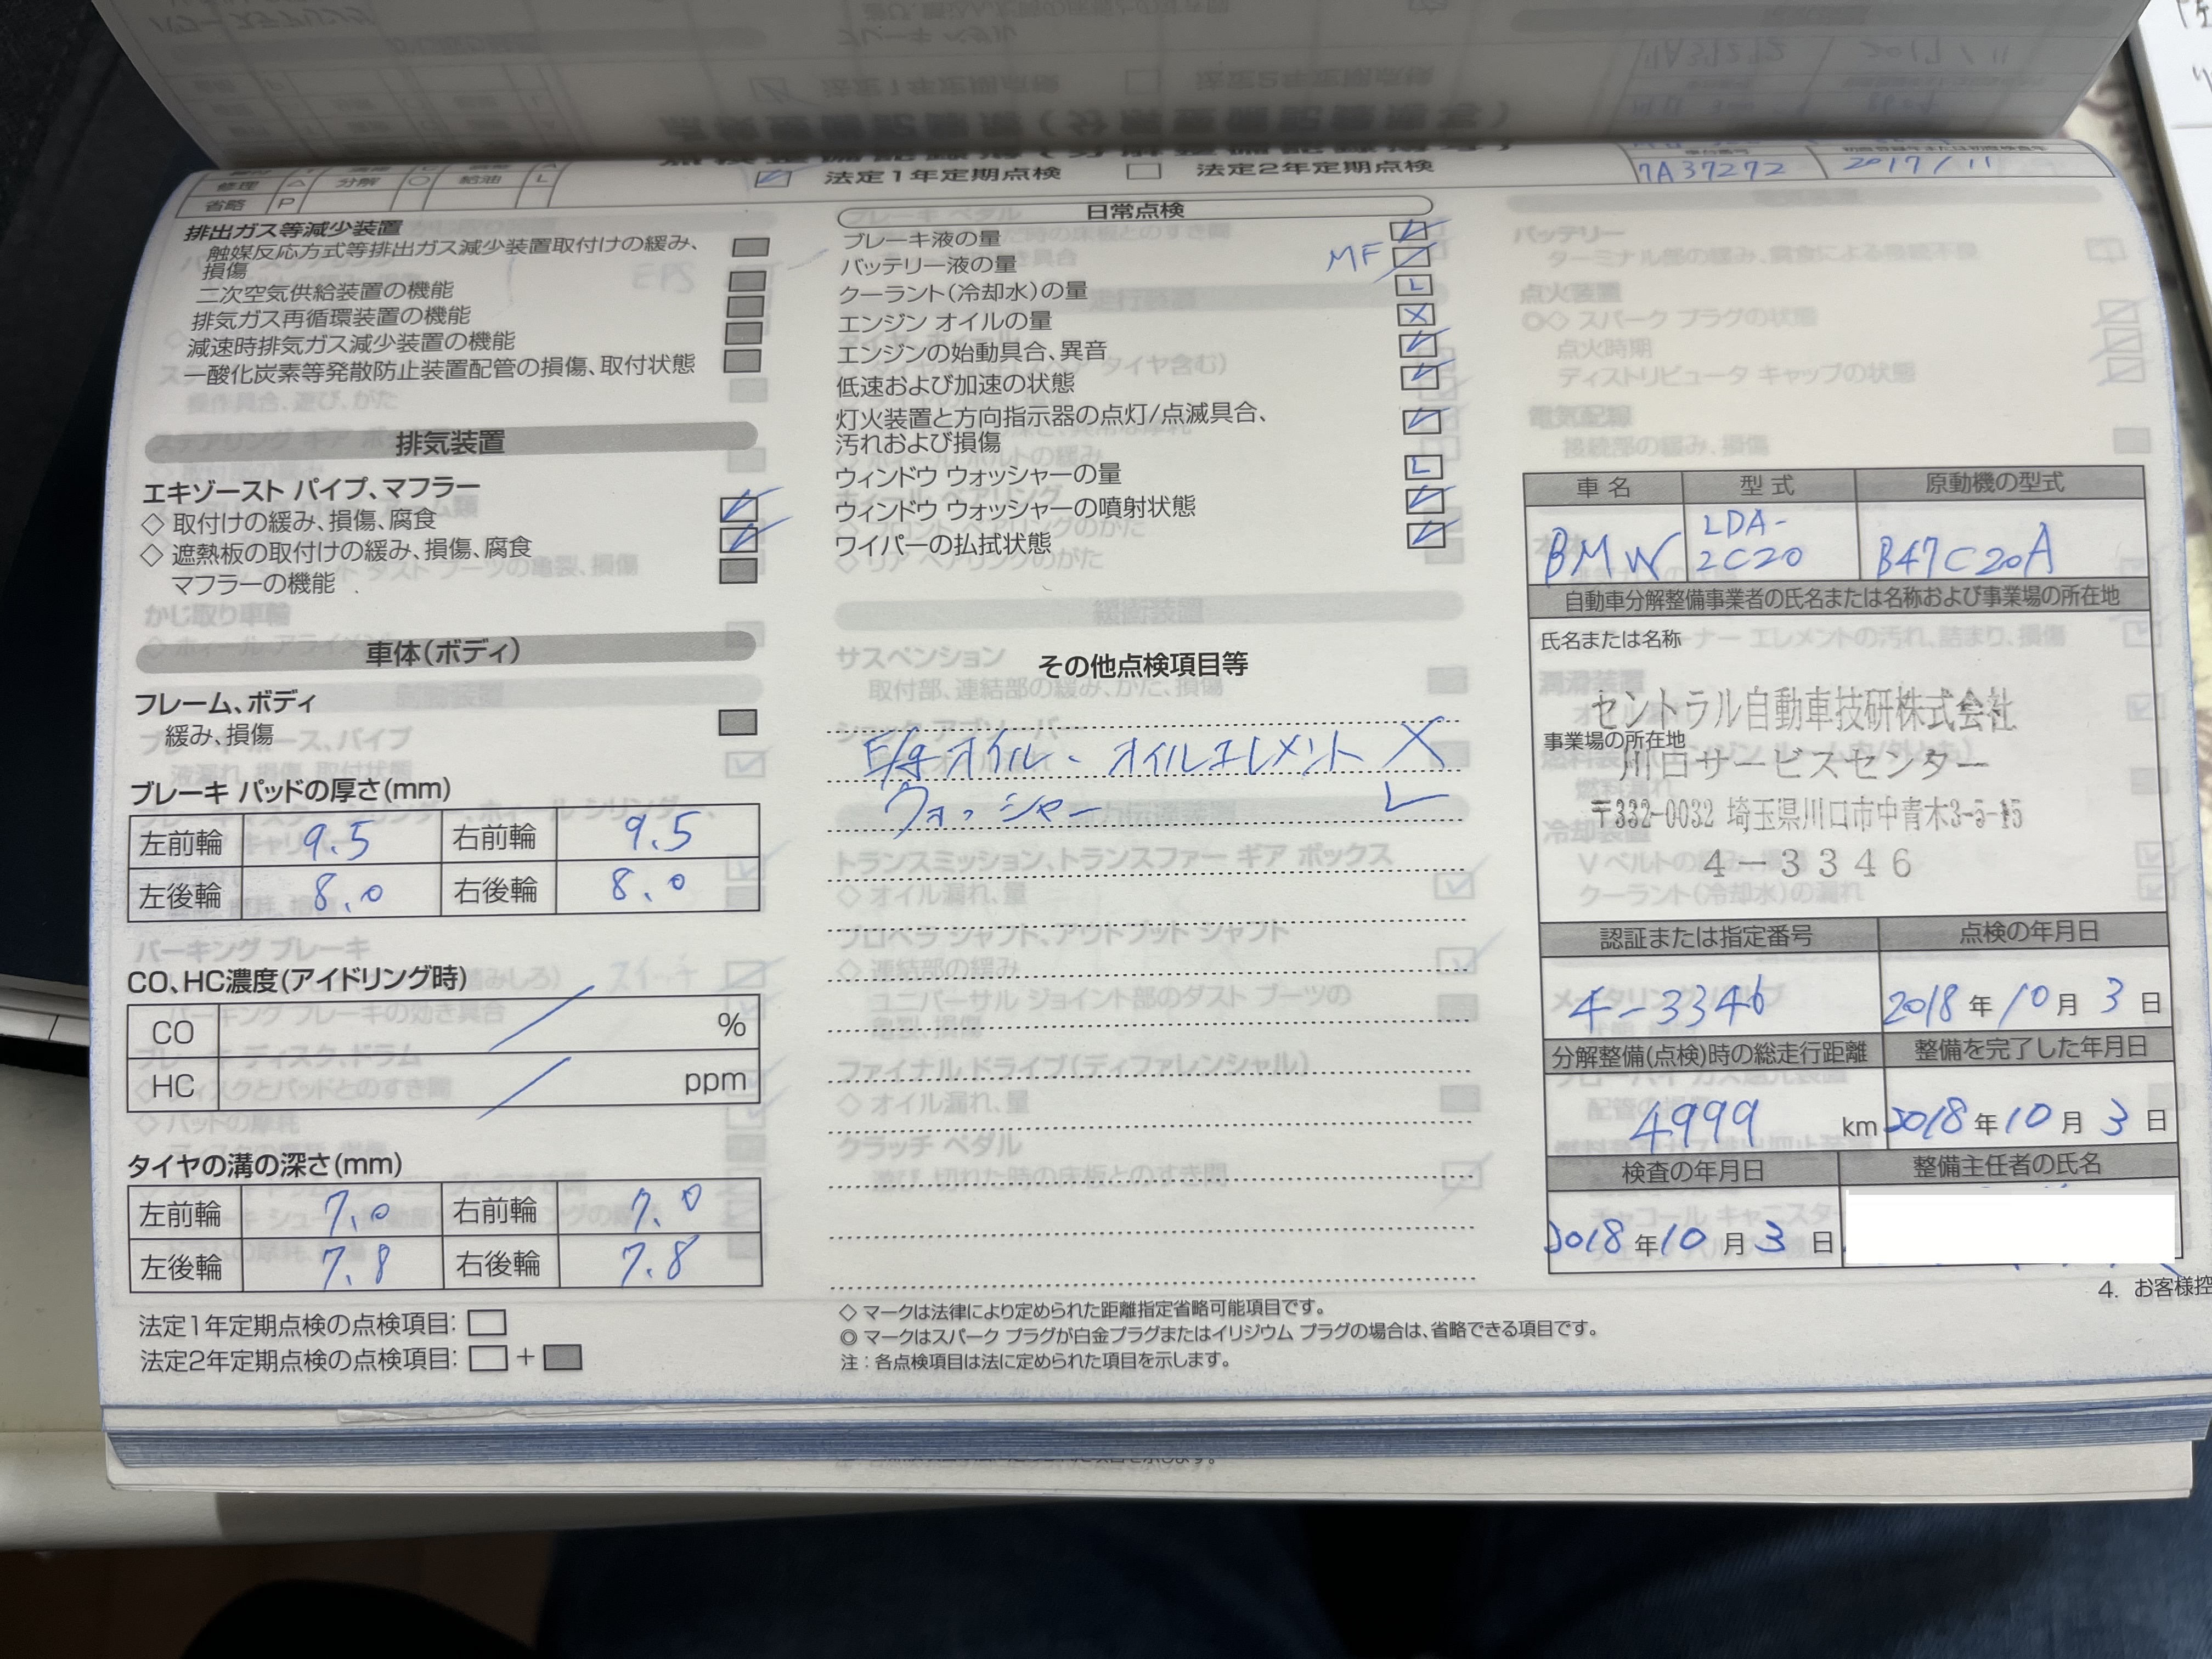 修理 △ 分解 ○ 給油 L
省略 P
法定1年定期点検 法定2年定期点検
7A37272 2017/11
排出ガス等減少装置
触媒反応方式等排出ガス減少装置取付けの緩み、
損傷
二次空気供給装置の機能
排気ガス再循環装置の機能
減速時排気ガス減少装置の機能
一酸化炭素等発散防止装置配管の損傷、取付状態
排気装置
エキゾースト パイプ、マフラー
◇ 取付けの緩み、損傷、腐食
◇ 遮熱板の取付けの緩み、損傷、腐食
マフラーの機能
車体(ボディ)
フレーム、ボディ
緩み、損傷
ブレーキ パッドの厚さ(mm)
左前輪 9.5 右前輪 9.5
左後輪 8.0 右後輪 8.0
CO、HC濃度(アイドリング時)
CO %
HC ppm
タイヤの溝の深さ(mm)
左前輪 7.0 右前輪 7.0
左後輪 7.8 右後輪 7.8
法定1年定期点検の点検項目:
法定2年定期点検の点検項目: +
日常点検
ブレーキ液の量
バッテリー液の量 MF
クーラント(冷却水)の量 L
エンジン オイルの量 X
エンジンの始動具合、異音
低速および加速の状態
灯火装置と方向指示器の点灯/点滅具合、
汚れおよび損傷
ウィンドウ ウォッシャーの量 L
ウィンドウ ウォッシャーの噴射状態
ワイパーの払拭状態
その他点検項目等
E/gオイル、オイルエレメント X
ウォッシャー L
◇ マークは法律により定められた距離指定省略可能項目です。
◎ マークはスパーク プラグが白金プラグまたはイリジウム プラグの場合は、省略できる項目です。
注:各点検項目は法に定められた項目を示します。
車名 型式 原動機の型式
BMW LDA-
2C20 B47C20A
自動車分解整備事業者の氏名または名称および事業場の所在地
氏名または名称
セントラル自動車技研株式会社
事業場の所在地
川口サービスセンター
〒332-0032 埼玉県川口市中青木3-5-15
4-3346
認証または指定番号 点検の年月日
4-3346 2018年10月3日
分解整備(点検)時の総走行距離 整備を完了した年月日
4999 km 2018年10月3日
検査の年月日 整備主任者の氏名
2018年10月3日
4. お客様控